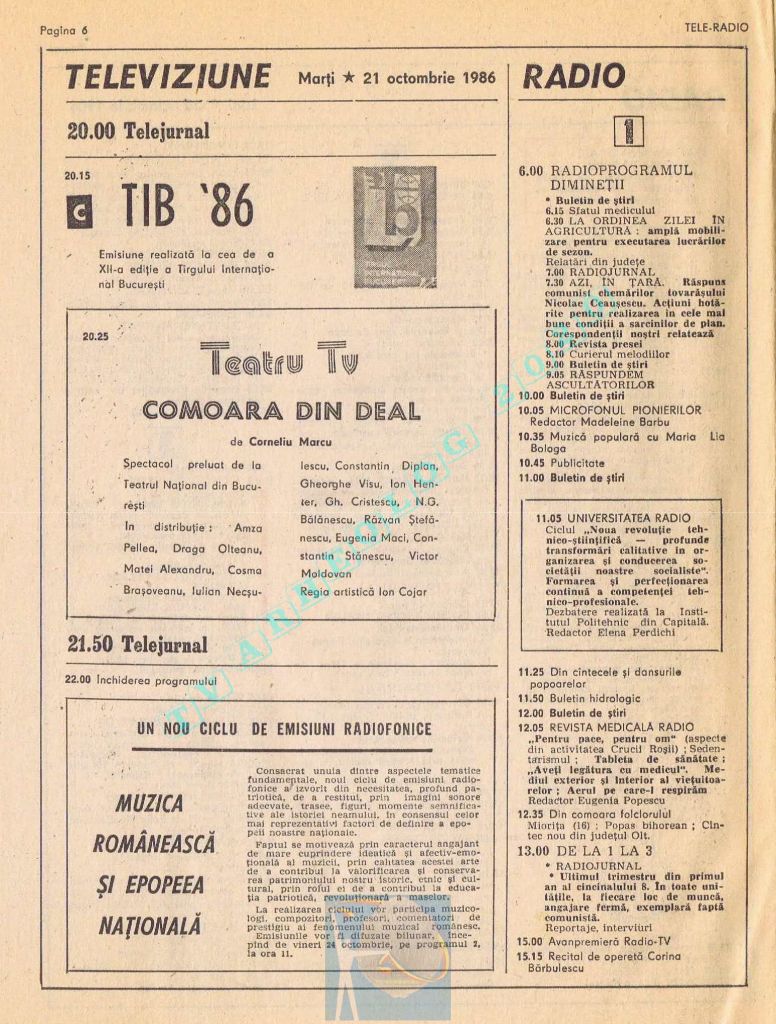 Pagina 6
TELE-RADIO
TELEVIZIUNE
Marți ★ 21 octombrie 1986
20.00 Telejurnal
20.15
C
TIB '86
Emisiune realizată la cea de a
XII-a ediție a Tîrgului Internațio-
nal București
20.25
Teatru Tv
COMOARA DIN DEAL
de Corneliu Marcu
Spectacol preluat de la
Teatrul Național din Bucu-
rești
In distribuție : Amza
Pellea, Draga Olteanu,
Matei Alexandru, Cosma
Brașoveanu, Iulian Necșu-
lescu, Constantin Diplan,
Gheorghe Visu, Ion Hen-
ter, Gh. Cristescu, N.G.
Bălănescu, Răzvan Ștefă-
nescu, Eugenia Maci, Con-
stantin Stănescu, Victor
Moldovan
Regia artistică Ion Cojar
21.50 Telejurnal
22.00 Inchiderea programului
UN NOU CICLU DE EMISIUNI RADIOFONICE
MUZICA
ROMÂNEASCĂ
ȘI EPOPEEA
NAȚIONALĂ
Consacrat unuia dintre aspectele tematice
fundamentale, noul ciclu de emisiuni radio-
fonice a izvorît din necesitatea, profund pa-
triotică, de a restitui, prin imagini sonore
adecvate, trasee, figuri, momente semnifica-
tive ale istoriei neamului, în consensul celor
mai reprezentativi factori de definire a epo-
peii noastre naționale.
Faptul se motivează prin caracterul angajant
de mare cuprindere ideatică și afectiv-emo-
țională al muzicii, prin calitatea acestei arte
de a contribui la valorificarea și conserva-
rea patrimoniului nostru istoric, etnic și cul-
tural, prin rolul ei de a contribui la educa-
ția patriotică, revoluționară a maselor.
La realizarea ciclului vor participa muzico-
logi, compozitori, profesori, comentatori de
prestigiu ai fenomenului muzical românesc.
Emisiunile vor fi difuzate bilunar, înce-
pînd de vineri 24 octombrie, pe programul 2,
la ora 11.
RADIO
1
6.00 RADIOPROGRAMUL
DIMINEȚII
• Buletin de știri
6.15 Sfatul medicului
6.30 LA ORDINEA ZILEI ÎN
AGRICULTURĂ : amplă mobili-
zare pentru executarea lucrărilor
de sezon.
Relatări din județe
7.00 RADIOJURNAL
7.30 AZI, IN ȚARĂ. Răspuns
comunist chemărilor tovarășului
Nicolae Ceaușescu. Acțiuni hotă-
rîte pentru realizarea în cele mai
bune condiții a sarcinilor de plan.
Corespondenții noștri relatează
8.00 Revista presei
8.10 Curierul melodiilor
9.00 Buletin de știri
9.05 RĂSPUNDEM
ASCULTĂTORILOR
10.00 Buletin de știri
10.05 MICROFONUL PIONIERILOR
Redactor Madeleine Barbu
10.35 Muzică populară cu Maria Lia
Bologa
10.45 Publicitate
11.00 Buletin de știri
11.05 UNIVERSITATEA RADIO
Ciclul „Noua revoluție teh-
nico-științifică — profunde
transformări calitative în or-
ganizarea și conducerea so-
cietății noastre socialiste“.
Formarea și perfecționarea
continuă a competenței teh-
nico-profesionale.
Dezbatere realizată la Insti-
tutul Politehnic din Capitală.
Redactor Elena Perdichi
11.25 Din cîntecele și dansurile
popoarelor
11.50 Buletin hidrologic
12.00 Buletin de știri
12.05 REVISTA MEDICALĂ RADIO
„Pentru pace, pentru om“ (aspecte
din activitatea Crucii Roșii) ; Seden-
tarismul ; Tableta de sănătate ;
„Aveți legătura cu medicul“. Me-
diul exterior și interior al viețuitoa-
relor ; Aerul pe care-l respirăm
Redactor Eugenia Popescu
12.35 Din comoara folclorului
Miorița (16) ; Popas bihorean ; Cîn-
tec nou din județul Olt.
13.00 DE LA 1 LA 3
• RADIOJURNAL
• Ultimul trimestru din primul
an al cincinalului 8. În toate uni-
tățile, la fiecare loc de muncă,
angajare fermă, exemplară faptă
comunistă.
Reportaje, interviuri
15.00 Avanpremieră Radio-TV
15.15 Recital de operetă Corina
Bărbulescu